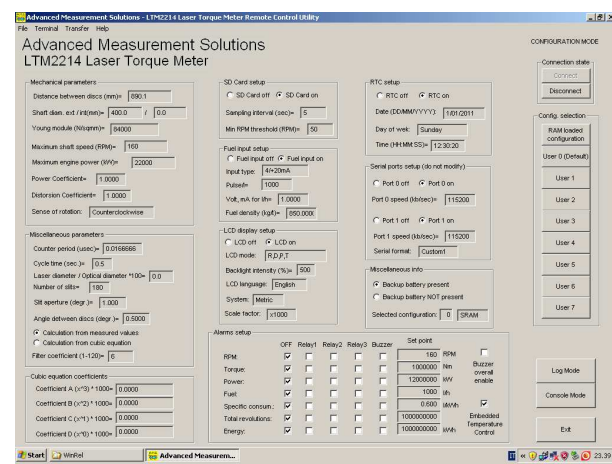 Advanced Measurement Solutions - LTM2214 Laser Torque Meter Remote Control Utility
File Terminal Transfer Help
Advanced Measurement Solutions
LTM2214 Laser Torque Meter
CONFIGURATION MODE
Mechanical parameters
Distance between discs (mm)= 890.1
Shaft diam. ext / int(mm)= 400.0 / 0.0
Young module (N/sqmm)= 84000
Maximum shaft speed (RPM)= 160
Maximum engine power (kW)= 22000
Power Coefficient= 1.0000
Distorsion Coefficient= 1.0000
Sense of rotation: Counterclockwise
Miscellaneous parameters
Counter period (usec)= 0.0166666
Cycle time (sec)= 0.5
Laser diameter / Optical diameter *100= 0.0
Number of slits= 180
Slit aperture (degr.)= 1.000
Angle between discs (degr.)= 0.5000
Calculation from measured values
Calculation from cubic equation
Filter coefficient (1-120)= 6
Cubic equation coefficients
Coefficient A (x^3) * 1000= 0.0000
Coefficient B (x^2) * 1000= 0.0000
Coefficient C (x^1) * 1000= 0.0000
Coefficient D (x^0) * 1000= 0.0000
SD Card setup
SD Card off SD Card on
Sampling interval (sec)= 5
Min RPM threshold (RPM)= 50
Fuel input setup
Fuel input off Fuel input on
Input type: 4/+20mA
Pulses/l= 1000
Volt, mA for l/h= 1.0000
Fuel density (kg/l)= 850.000
LCD display setup
LCD off LCD on
LCD mode: R,D,P,T
Backlight intensity (%)= 500
LCD language: English
System: Metric
Scale factor: x1000
RTC setup
RTC off RTC on
Date (DD/MM/YYYY): 1/01/2011
Day of wek: Sunday
Time (HH:MM:SS)= 12:30:20
Serial ports setup (do not modify)
Port 0 off Port 0 on
Port 0 speed (kb/sec)= 115200
Port 1 off Port 1 on
Port 1 speed (kb/sec)= 115200
Serial format: Custom1
Miscellaneous info
Backup battery present
Backup battery NOT present
Selected configuration: 0 SRAM
Alarms setup
OFF Relay1 Relay2 Relay3 Buzzer Set point
RPM: 160 RPM
Torque: 1000000 Nm
Power: 12000000 kW
Fuel: 1000 l/h
Specific consum.: 0.600 l/kWh
Total revolutions: 1000000000
Energy: 1000000000 kWh
Buzzer overall enable
Embedded Temperature Control
Connection state
Connect
Disconnect
Config. selection
RAM loaded configuration
User 0 (Default)
User 1
User 2
User 3
User 4
User 5
User 6
User 7
Log Mode
Console Mode
Exit
Start WinRel Advanced Measurem... 23.39